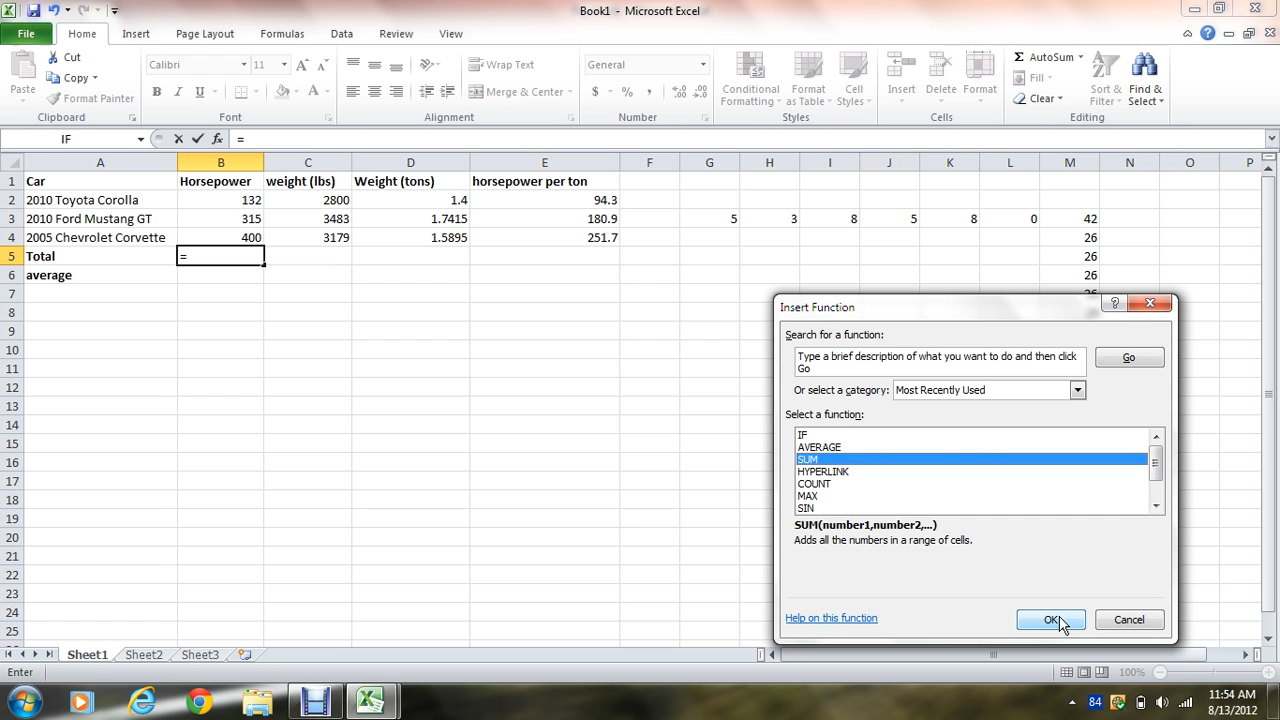 Book1 - Microsoft Excel
File Home Insert Page Layout Formulas Data Review View
Cut
Copy
Format Painter
Paste
Clipboard
Calibri 11
B I U
Font
Wrap Text
Merge & Center
Alignment
General
$ % ,
Number
Conditional Formatting
Format as Table
Cell Styles
Styles
Insert Delete Format
Cells
AutoSum
Fill
Clear
Sort & Filter
Find & Select
Editing
IF =
A B C D E F G H I J K L M N O P
1 Car Horsepower weight (lbs) Weight (tons) horsepower per ton
2 2010 Toyota Corolla 132 2800 1.4 94.3
3 2010 Ford Mustang GT 315 3483 1.7415 180.9 5 3 8 5 8 0 42
4 2005 Chevrolet Corvette 400 3179 1.5895 251.7 26
5 Total = 26
6 average 26
7
8
9
10
11
12
13
14
15
16
17
18
19
20
21
22
23
24
25
Insert Function
Search for a function:
Type a brief description of what you want to do and then click
Go
Go
Or select a category: Most Recently Used
Select a function:
IF
AVERAGE
SUM
HYPERLINK
COUNT
MAX
SIN
SUM(number1,number2,...)
Adds all the numbers in a range of cells.
Help on this function
OK
Cancel
Sheet1 Sheet2 Sheet3
Enter
100%
84
11:54 AM
8/13/2012